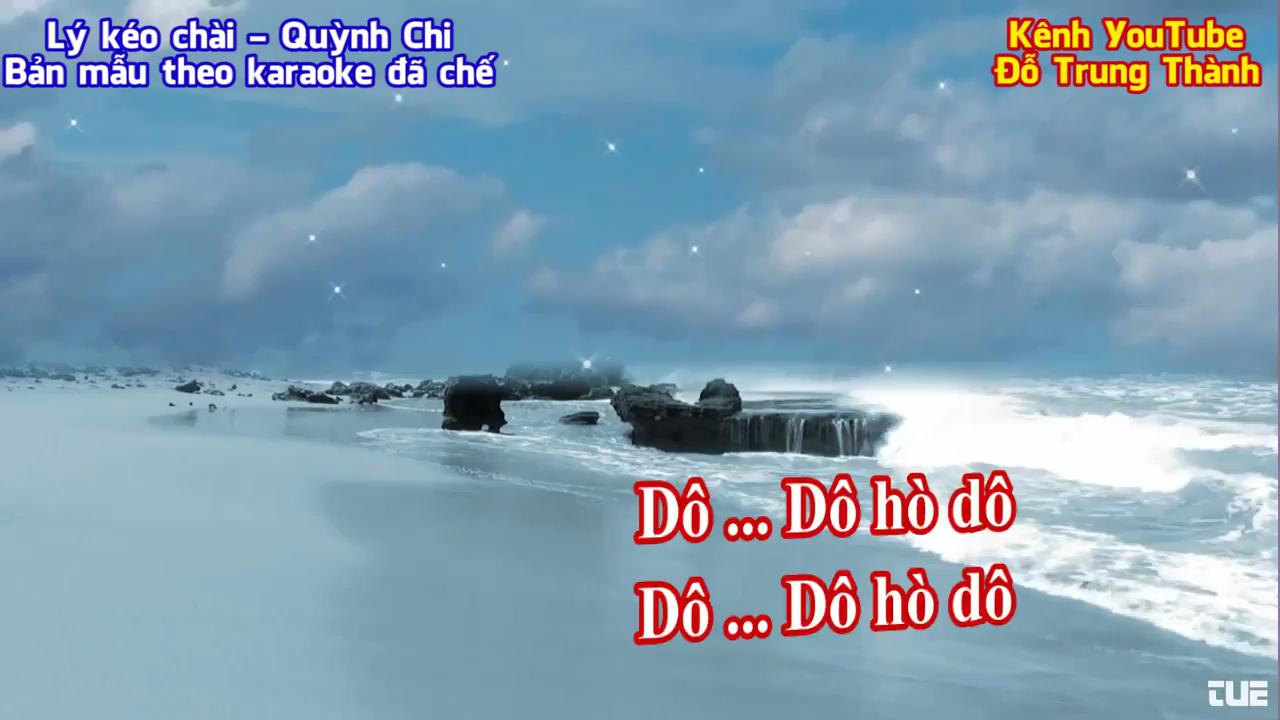 Lý kéo chài – Quỳnh Chi
Bản mẫu theo karaoke đã chế
Kênh YouTube
Đỗ Trung Thành
Dô ... Dô hò dô
Dô ... Dô hò dô
TUE